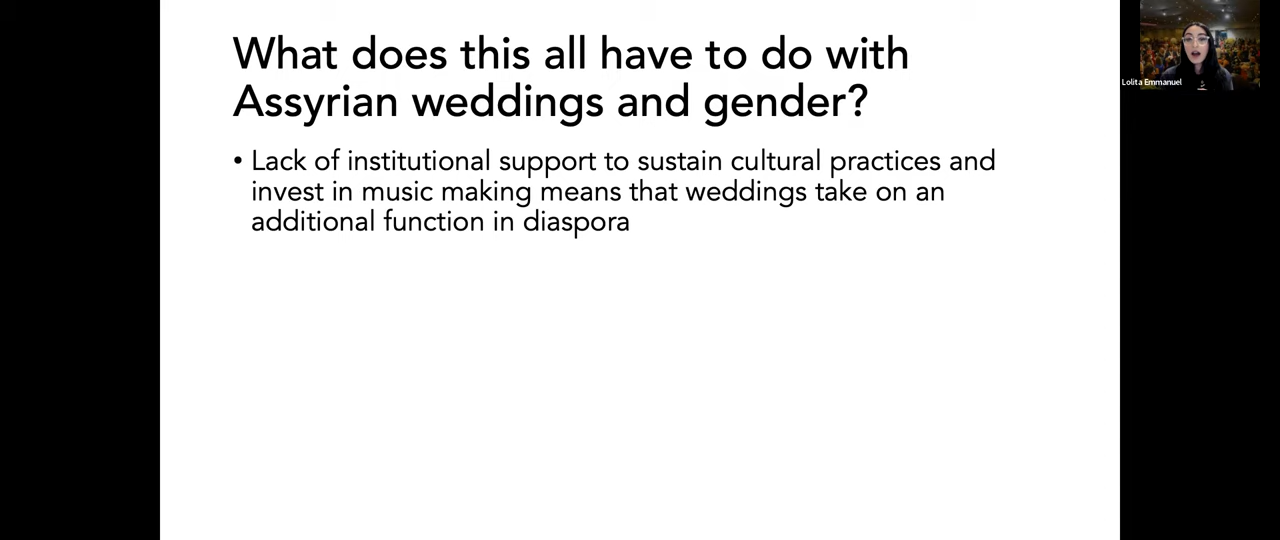 What does this all have to do with
Assyrian weddings and gender?
• Lack of institutional support to sustain cultural practices and
invest in music making means that weddings take on an
additional function in diaspora
Lolita Emmanuel